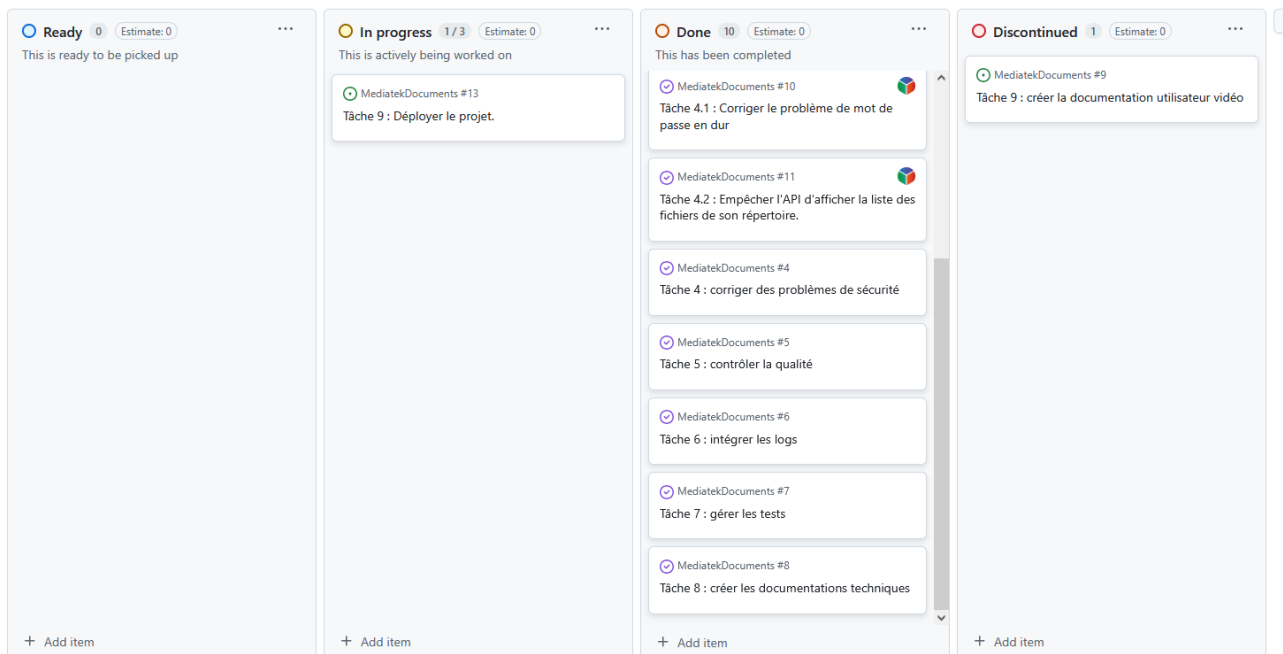 Ready 0 Estimate: 0
This is ready to be picked up
Add item
In progress 1 / 3 Estimate: 0
This is actively being worked on
MediatekDocuments #13
Tâche 9 : Déployer le projet.
Add item
Done 10 Estimate: 0
This has been completed
MediatekDocuments #10
Tâche 4.1 : Corriger le problème de mot de
passe en dur
MediatekDocuments #11
Tâche 4.2 : Empêcher l'API d'afficher la liste des
fichiers de son répertoire.
MediatekDocuments #4
Tâche 4 : corriger des problèmes de sécurité
MediatekDocuments #5
Tâche 5 : contrôler la qualité
MediatekDocuments #6
Tâche 6 : intégrer les logs
MediatekDocuments #7
Tâche 7 : gérer les tests
MediatekDocuments #8
Tâche 8 : créer les documentations techniques
Add item
Discontinued 1 Estimate: 0
MediatekDocuments #9
Tâche 9 : créer la documentation utilisateur vidéo
Add item